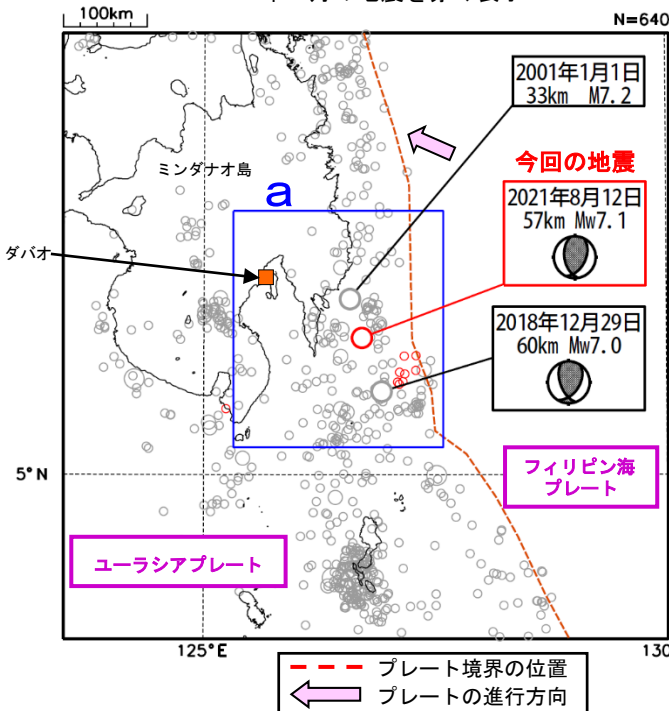 100km
N=640
2001年1月1日
33km M7.2
ミンダナオ島
今回の地震
a
2021年8月12日
57km Mw7.1
ダバオ
2018年12月29日
60km Mw7.0
5°N
フィリピン海
プレート
ユーラシアプレート
125°E
130
プレート境界の位置
プレートの進行方向